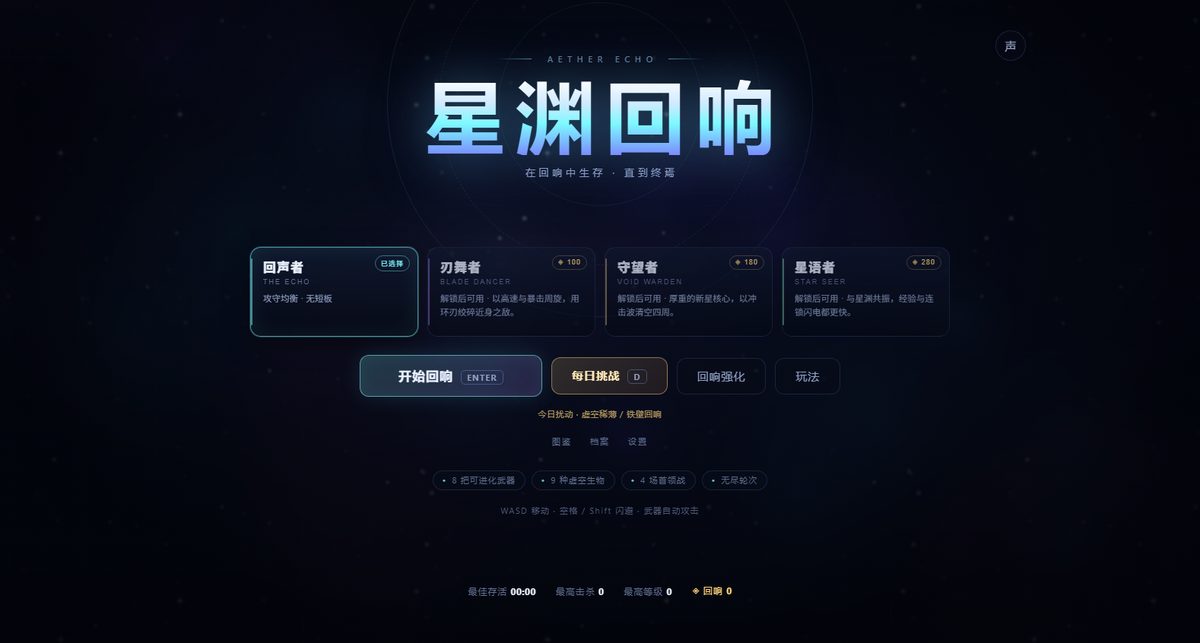 声
AETHER ECHO
星渊回响
在回响中生存 · 直到终焉
回声者 已选择
THE ECHO
攻守均衡 · 无短板
刃舞者 ◈ 100
BLADE DANCER
解锁后可用 · 以高速与暴击周旋，用
环刃绞碎近身之敌。
守望者 ◈ 180
VOID WARDEN
解锁后可用 · 厚重的新星核心，以冲
击波清空四周。
星语者 ◈ 280
STAR SEER
解锁后可用 · 与星渊共振，经验与连
锁闪电都更快。
开始回响 ENTER
每日挑战 D
回响强化
玩法
今日扰动 · 虚空稀薄 / 铁壁回响
图鉴 档案 设置
• 8 把可进化武器 • 9 种虚空生物 • 4 场首领战 • 无尽轮次
WASD 移动 · 空格 / Shift 闪避 · 武器自动攻击
最佳存活 00:00 最高击杀 0 最高等级 0 ◈ 回响 0